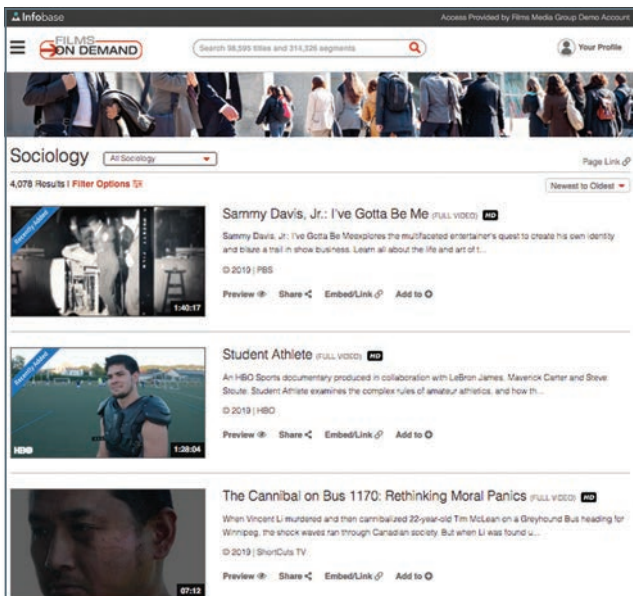 Infobase
Access Provided by Films Media Group Demo Account
FILMS
ON DEMAND
Search 98,595 titles and 314,326 segments
Your Profile
Sociology
All Sociology
Page Link
4,078 Results | Filter Options
Newest to Oldest
Recently Added
1:40:17
Sammy Davis, Jr.: I've Gotta Be Me (FULL VIDEO) HD
Sammy Davis, Jr.: I've Gotta Be Meexplores the multifaceted entertainer's quest to create his own identity
and blaze a trail in show business. Learn all about the life and art of t...
© 2019 | PBS
Preview Share Embed/Link Add to
Recently Added
HBO
1:28:04
Student Athlete (FULL VIDEO) HD
An HBO Sports documentary produced in collaboration with LeBron James, Maverick Carter and Steve
Stoute, Student Athlete examines the complex rules of amateur athletics, and how th...
© 2019 | HBO
Preview Share Embed/Link Add to
07:12
The Cannibal on Bus 1170: Rethinking Moral Panics (FULL VIDEO) HD
When Vincent Li murdered and then cannibalized 22-year-old Tim McLean on a Greyhound Bus heading for
Winnipeg, the shock waves ran through Canadian society. But when Li was found u...
© 2019 | ShortCuts TV
Preview Share Embed/Link Add to